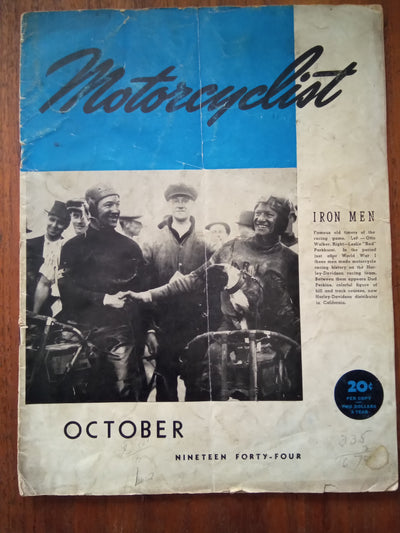 Motorcyclist
IRON MEN
Famous old timers of the
racing game. Left—Otto
Walker. Right—Leslie "Red"
Parkhurst. In the period
just after World War I
these men made motorcycle
racing history on the Har-
ley-Davidson racing team.
Between them appears Dud
Perkins, colorful figure of
hill and track contests, now
Harley-Davidson distributor
in California.
20¢
PER COPY
TWO DOLLARS
A YEAR
OCTOBER
NINETEEN FORTY-FOUR
335